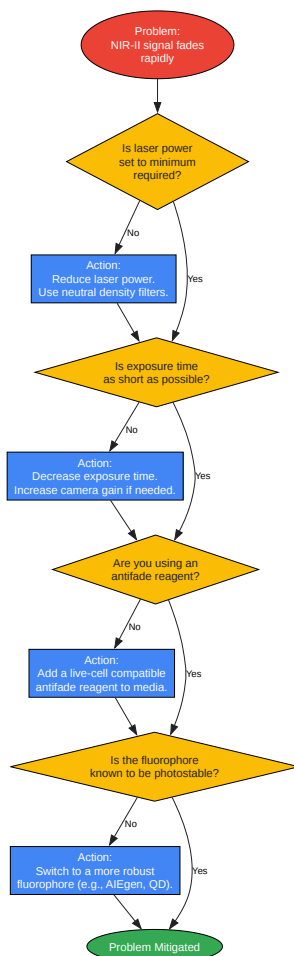 Problem:
NIR-II signal fades
rapidly
Is laser power
set to minimum
required?
No
Yes
Action:
Reduce laser power.
Use neutral density filters.
Is exposure time
as short as possible?
No
Yes
Action:
Decrease exposure time.
Increase camera gain if needed.
Are you using an
antifade reagent?
No
Yes
Action:
Add a live-cell compatible
antifade reagent to media.
Is the fluorophore
known to be photostable?
No
Yes
Action:
Switch to a more robust
fluorophore (e.g., AIEgen, QD).
Problem Mitigated